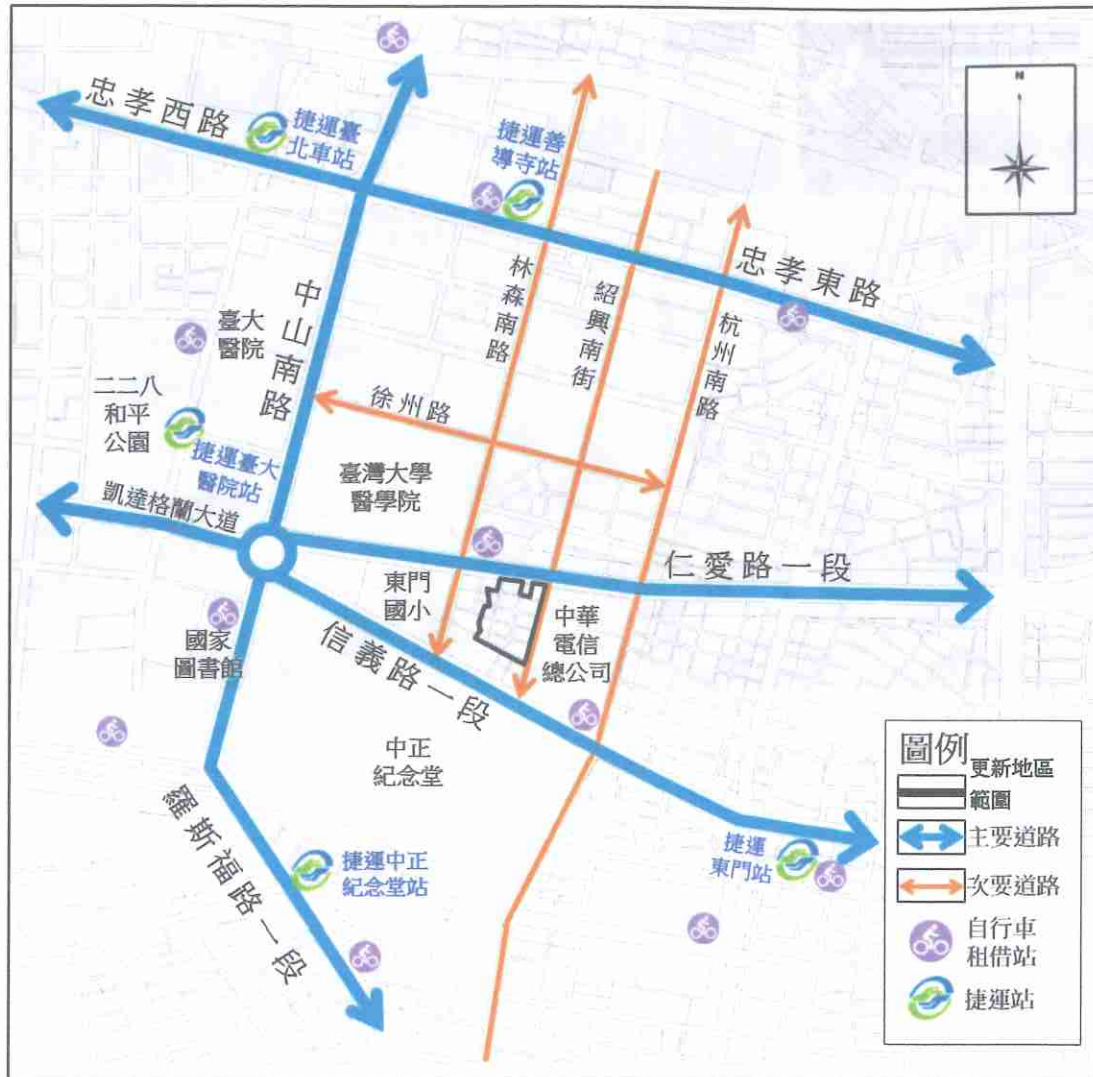 N
忠孝西路
捷運臺
北車站
捷運善
導寺站
忠孝東路
中山南路
林森南路
紹興南街
杭州南路
臺大
醫院
二二八
和平
公園
捷運臺大
醫院站
徐州路
臺灣大學
醫學院
凱達格蘭大道
仁愛路一段
東門
國小
中華
電信
總公司
國家
圖書館
信義路一段
中正
紀念堂
羅斯福路一段
捷運中正
紀念堂站
捷運
東門站
圖例
更新地區
範圍
主要道路
次要道路
自行車
租借站
捷運站